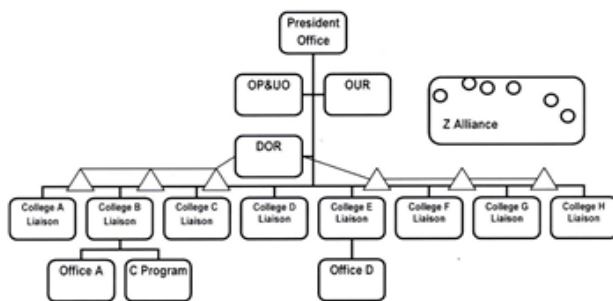 President
Office
OP&UO
OUR
Z Alliance
DOR
College A
Liaison
College B
Liaison
College C
Liaison
College D
Liaison
College E
Liaison
College F
Liaison
College G
Liaison
College H
Liaison
Office A
C Program
Office D